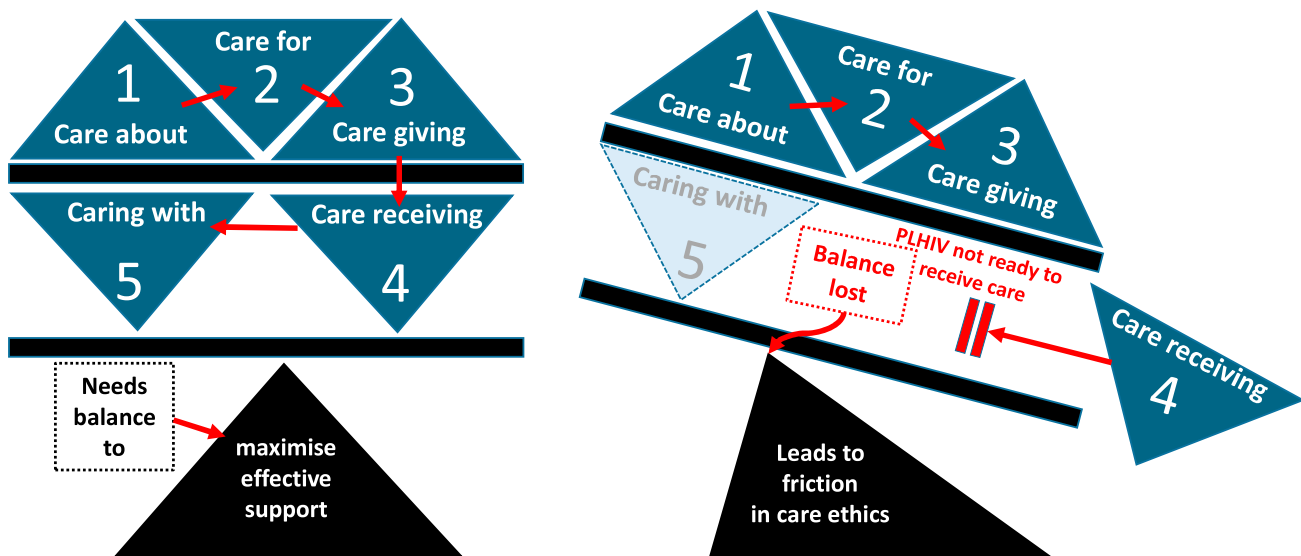 1
Care about
Care for
2
3
Care giving
Caring with
5
Care receiving
4
Needs
balance
to
maximise
effective
support
1
Care about
Care for
2
3
Care giving
Caring with
5
Balance
lost
PLHIV not ready to
receive care
Care receiving
4
Leads to
friction
in care ethics